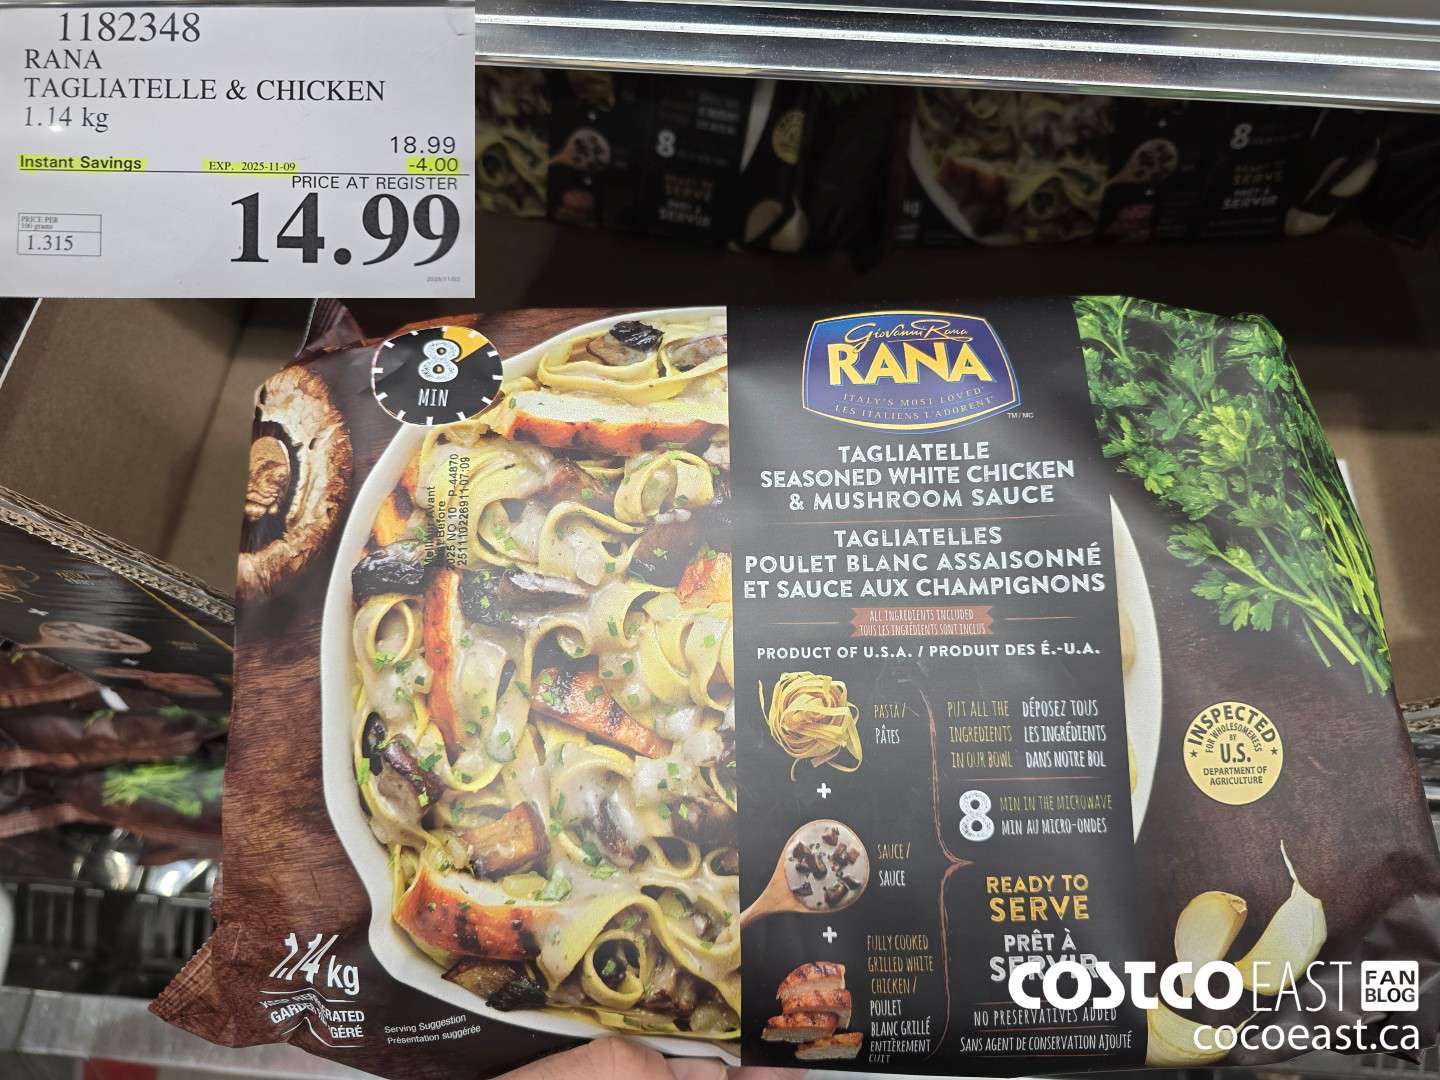 1182348
RANA
TAGLIATELLE & CHICKEN
1.14 kg
18.99
Instant Savings EXP. 2025-11-09 -4.00
PRICE AT REGISTER
14.99
PRICE PER
100 grams
1.315
8
MIN
Giovanni Rana
RANA
ITALY'S MOST LOVED
LES ITALIENS L'ADORENT
TM/MC
TAGLIATELLE
SEASONED WHITE CHICKEN
& MUSHROOM SAUCE
TAGLIATELLES
POULET BLANC ASSAISONNÉ
ET SAUCE AUX CHAMPIGNONS
ALL INGREDIENTS INCLUDED
TOUS LES INGRÉDIENTS SONT INCLUS
PRODUCT OF U.S.A. / PRODUIT DES É.-U.A.
PASTA /
PÂTES
+
SAUCE /
SAUCE
+
FULLY COOKED
GRILLED WHITE
CHICKEN /
POULET
BLANC GRILLÉ
ENTIÈREMENT
CUIT
PUT ALL THE
INGREDIENTS
IN OUR BOWL
DÉPOSEZ TOUS
LES INGRÉDIENTS
DANS NOTRE BOL
8 MIN IN THE MICROWAVE
MIN AU MICRO-ONDES
READY TO
SERVE
PRÊT À
SERVIR
NO PRESERVATIVES ADDED
SANS AGENT DE CONSERVATION AJOUTÉ
INSPECTED
FOR WHOLESOMENESS
BY
U.S.
DEPARTMENT OF
AGRICULTURE
1.14 kg
Serving Suggestion
Présentation suggérée
COSTCO EAST FAN
BLOG
cocoeast.ca